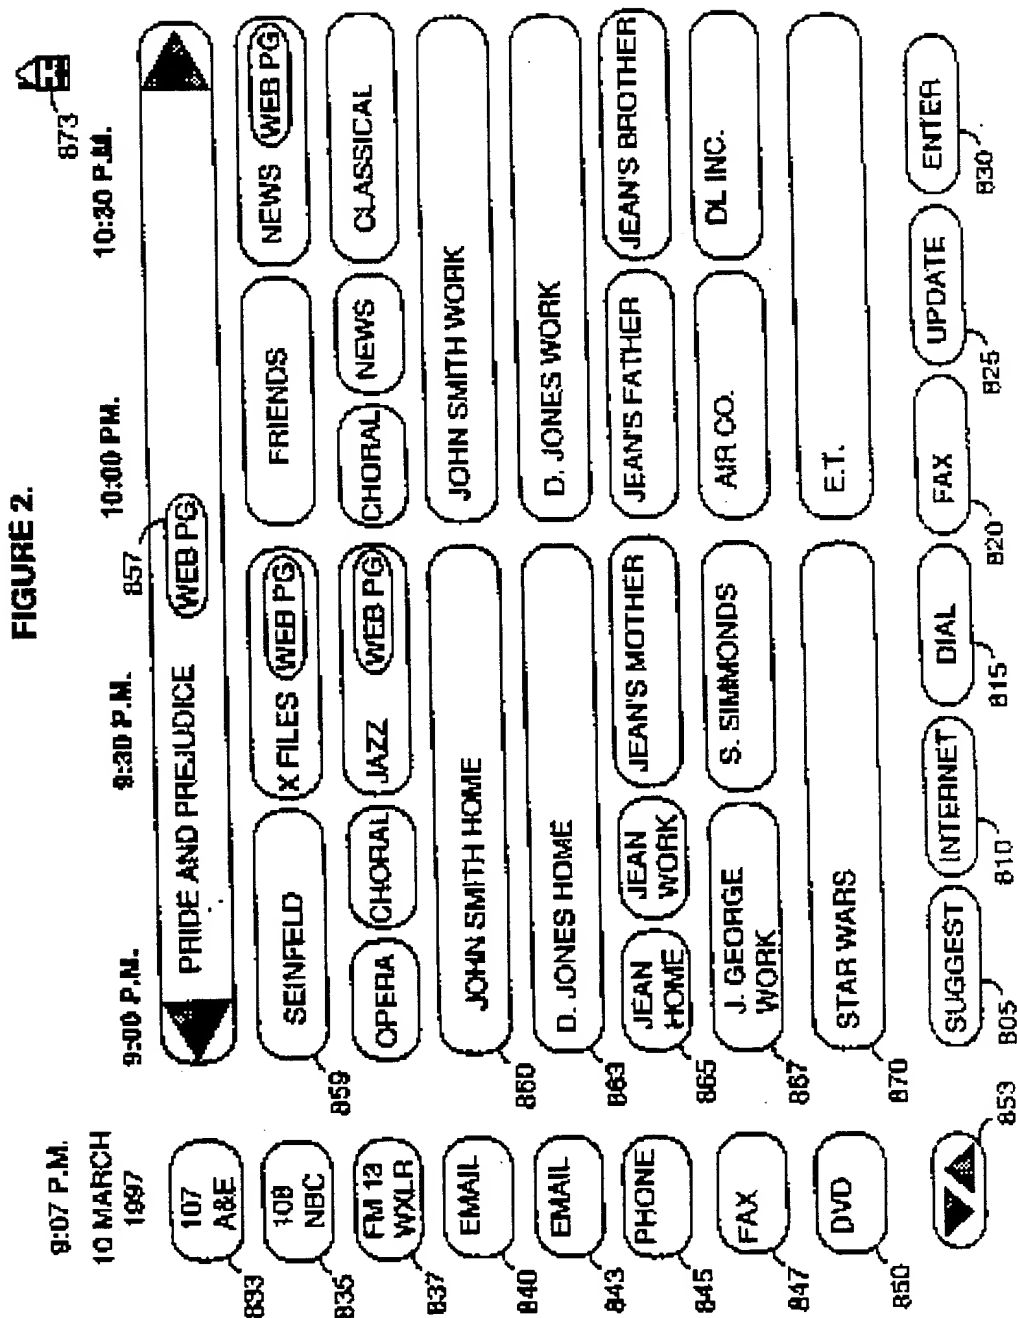 FIGURE 2.
873
9:07 P.M.
10 MARCH
1997
9:00 P.M.
9:30 P.M.
10:00 PM.
10:30 P.M.
857
107
A&E
833
PRIDE AND PREJUDICE
WEB PG
108
NBC
835
SEINFELD
859
X FILES
WEB PG
FRIENDS
NEWS
WEB PG
FM 13
WXLR
837
OPERA
CHORAL
JAZZ
WEB PG
CHORAL
NEWS
CLASSICAL
EMAIL
840
JOHN SMITH HOME
860
JOHN SMITH WORK
EMAIL
843
D. JONES HOME
863
D. JONES WORK
PHONE
845
JEAN
HOME
865
JEAN
WORK
JEAN'S MOTHER
JEAN'S FATHER
JEAN'S BROTHER
FAX
847
J. GEORGE
WORK
867
S. SIMMONDS
AIR CO.
DL INC.
DVD
850
STAR WARS
870
E.T.
853
SUGGEST
805
INTERNET
810
DIAL
815
FAX
820
UPDATE
825
ENTER
830